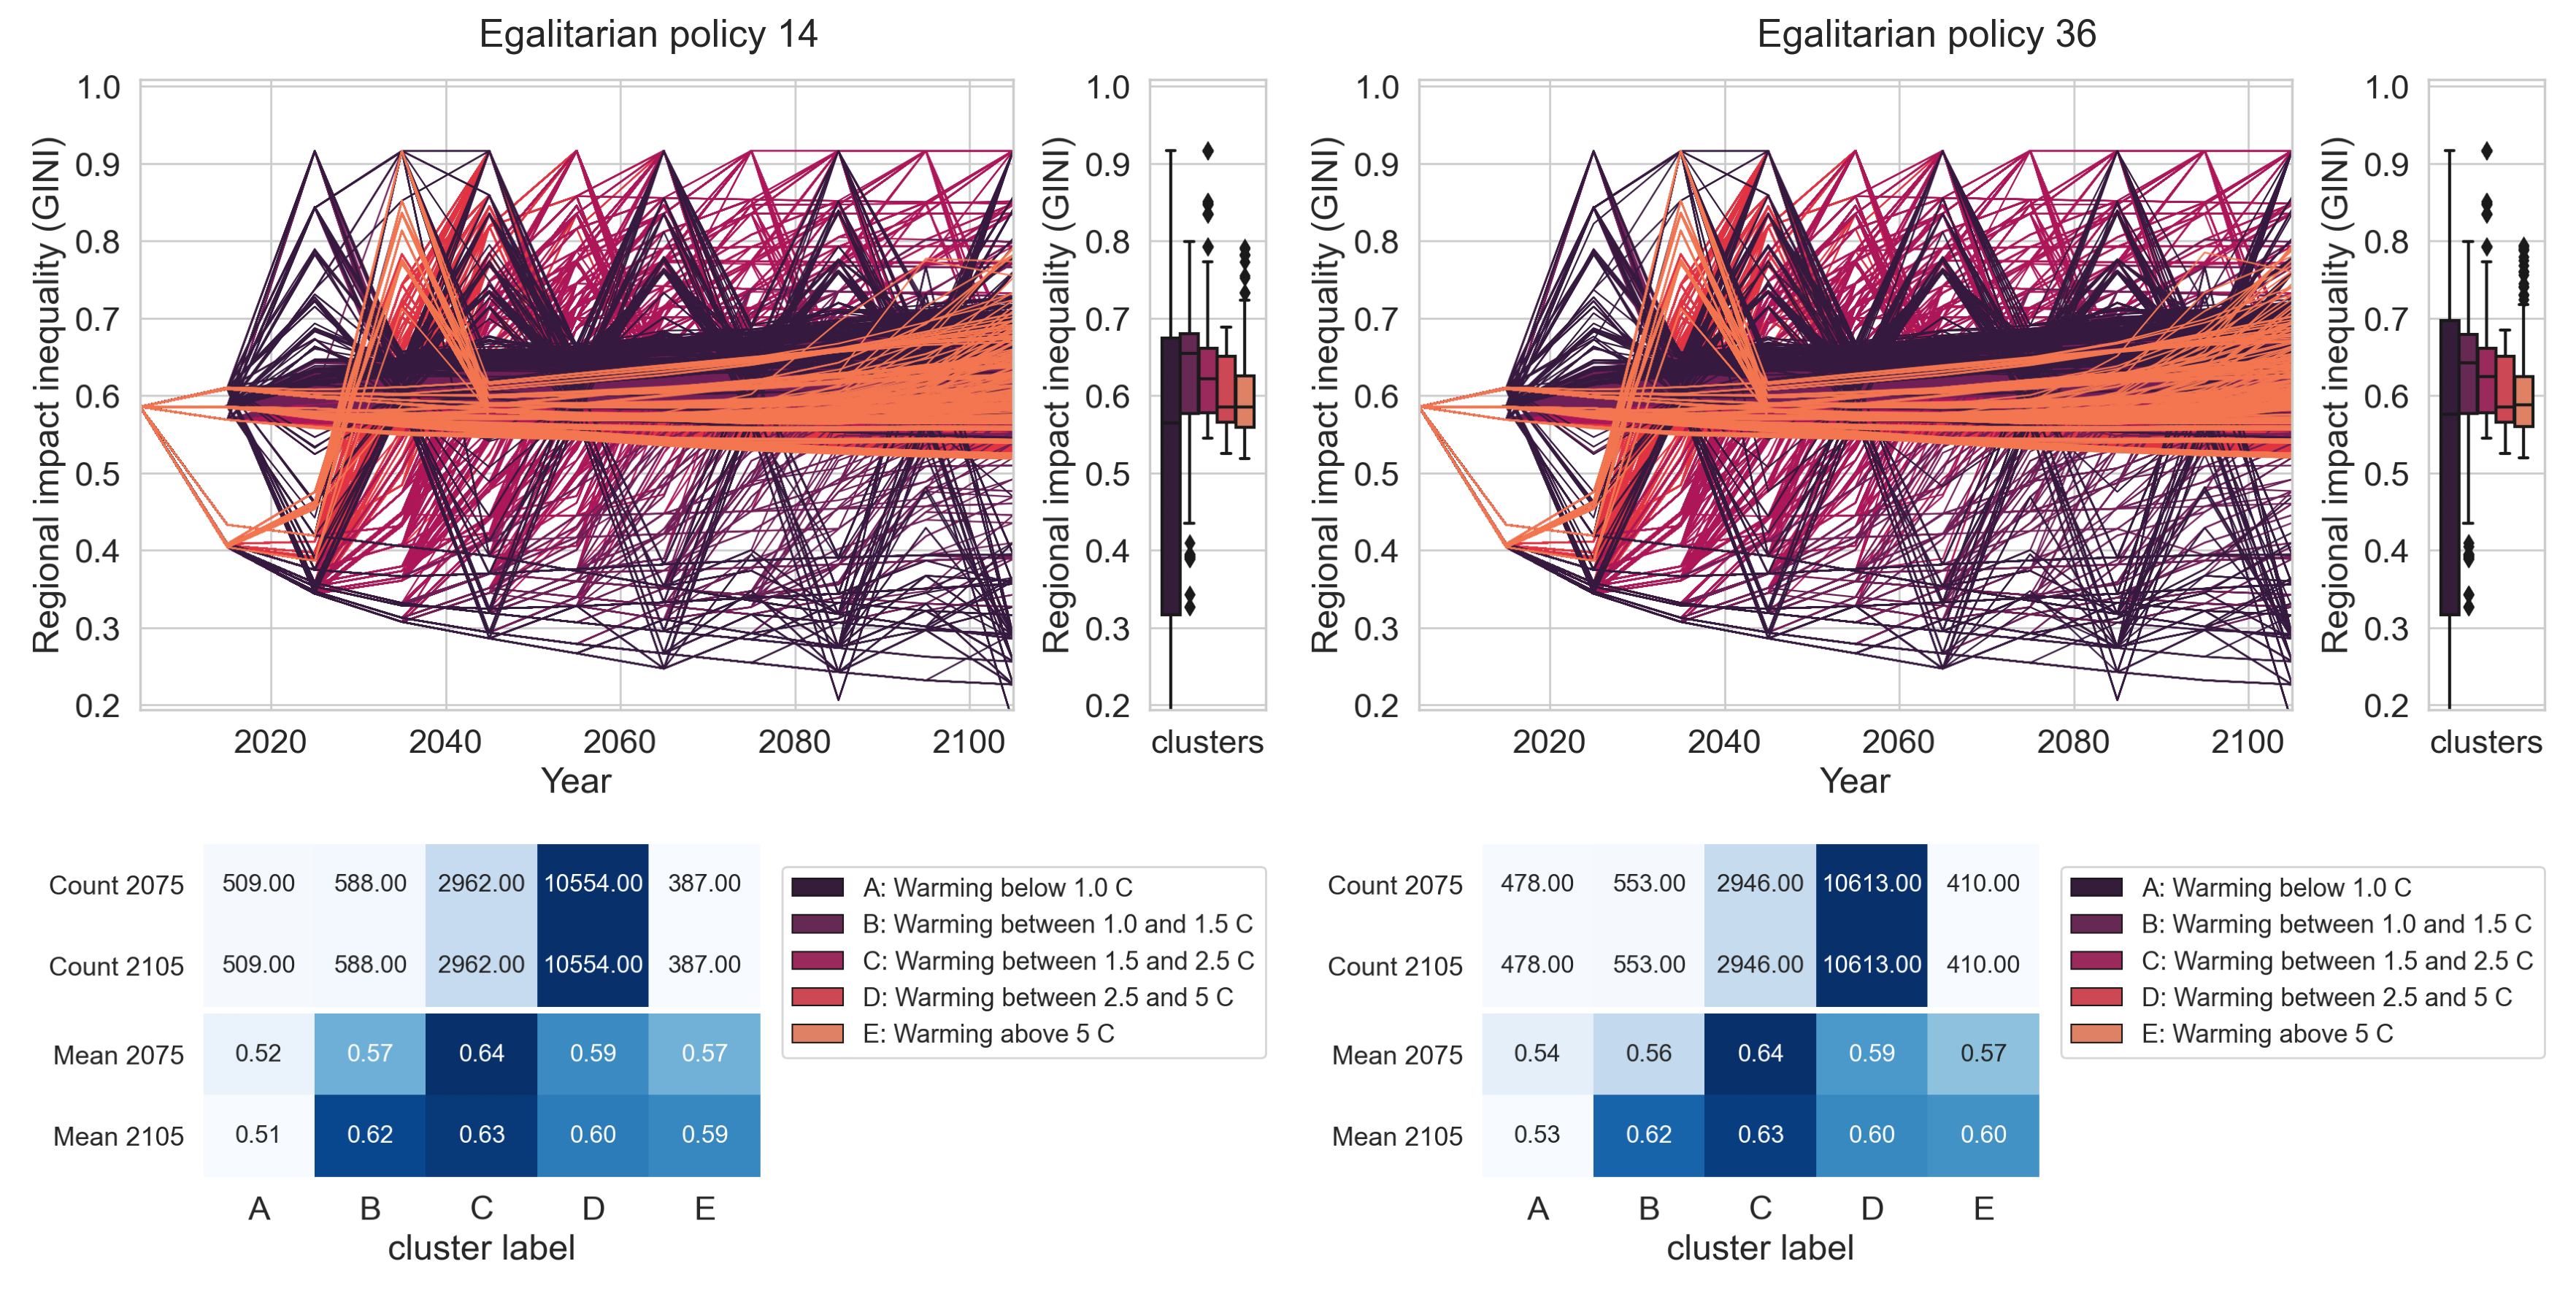 Egalitarian policy 14
Regional impact inequality (GINI)
1.0
0.9
0.8
0.7
0.6
0.5
0.4
0.3
0.2
2020 2040 2060 2080 2100
Year
Regional impact inequality (GINI)
1.0
0.9
0.8
0.7
0.6
0.5
0.4
0.3
0.2
clusters
Count 2075 509.00 588.00 2962.00 10554.00 387.00
Count 2105 509.00 588.00 2962.00 10554.00 387.00
Mean 2075 0.52 0.57 0.64 0.59 0.57
Mean 2105 0.51 0.62 0.63 0.60 0.59
A B C D E
cluster label
A: Warming below 1.0 C
B: Warming between 1.0 and 1.5 C
C: Warming between 1.5 and 2.5 C
D: Warming between 2.5 and 5 C
E: Warming above 5 C
Egalitarian policy 36
Regional impact inequality (GINI)
1.0
0.9
0.8
0.7
0.6
0.5
0.4
0.3
0.2
2020 2040 2060 2080 2100
Year
Regional impact inequality (GINI)
1.0
0.9
0.8
0.7
0.6
0.5
0.4
0.3
0.2
clusters
Count 2075 478.00 553.00 2946.00 10613.00 410.00
Count 2105 478.00 553.00 2946.00 10613.00 410.00
Mean 2075 0.54 0.56 0.64 0.59 0.57
Mean 2105 0.53 0.62 0.63 0.60 0.60
A B C D E
cluster label
A: Warming below 1.0 C
B: Warming between 1.0 and 1.5 C
C: Warming between 1.5 and 2.5 C
D: Warming between 2.5 and 5 C
E: Warming above 5 C